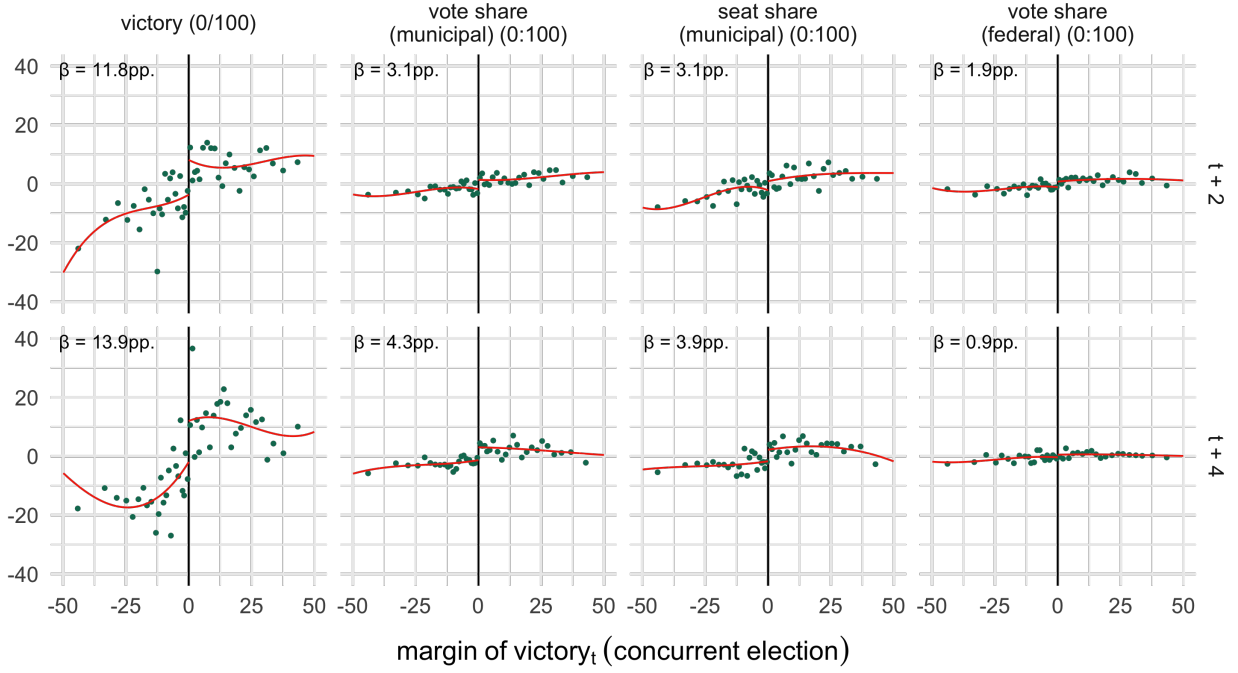 victory (0/100)
vote share
(municipal) (0:100)
seat share
(municipal) (0:100)
vote share
(federal) (0:100)
40
20
0
-20
-40
β = 11.8pp.
β = 3.1pp.
β = 3.1pp.
β = 1.9pp.
t + 2
40
20
0
-20
-40
β = 13.9pp.
β = 4.3pp.
β = 3.9pp.
β = 0.9pp.
t + 4
-50 -25 0 25 50
-50 -25 0 25 50
-50 -25 0 25 50
-50 -25 0 25 50
margin of victoryt (concurrent election)